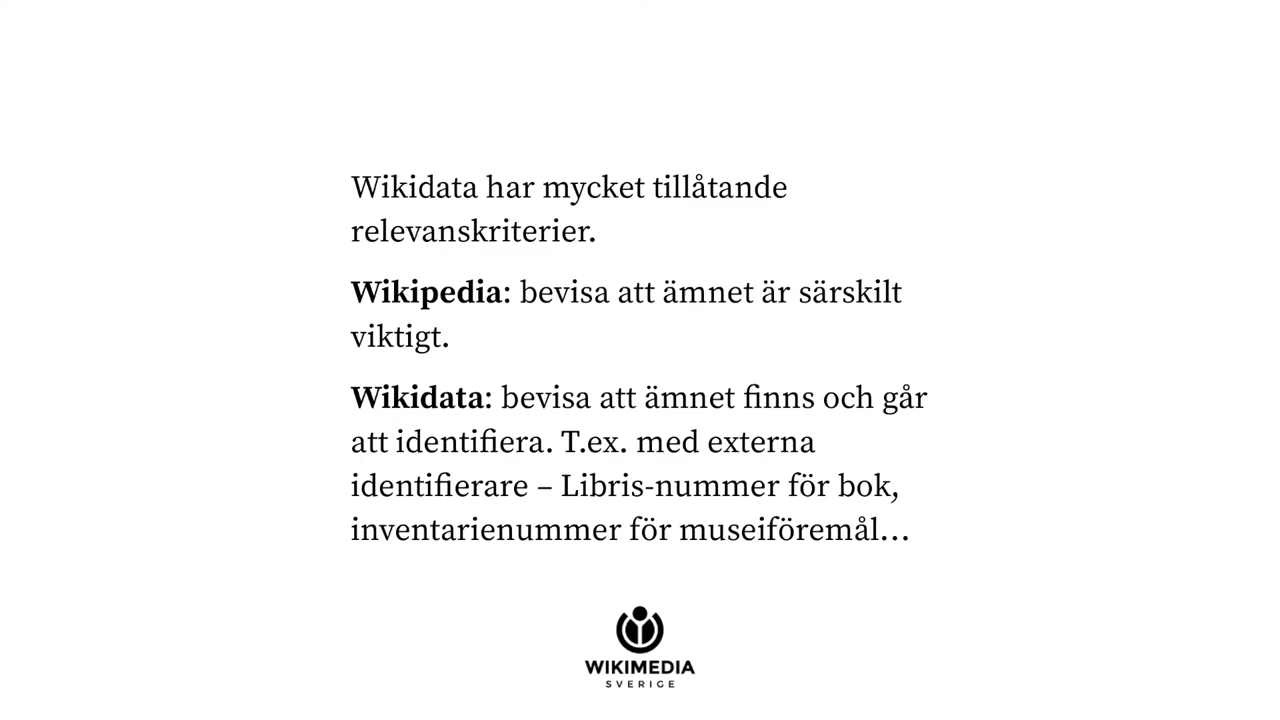 Wikidata har mycket tillåtande
relevanskriterier.
Wikipedia: bevisa att ämnet är särskilt
viktigt.
Wikidata: bevisa att ämnet finns och går
att identifiera. T.ex. med externa
identifierare – Libris-nummer för bok,
inventarienummer för museiföremål…
WIKIMEDIA
SVERIGE